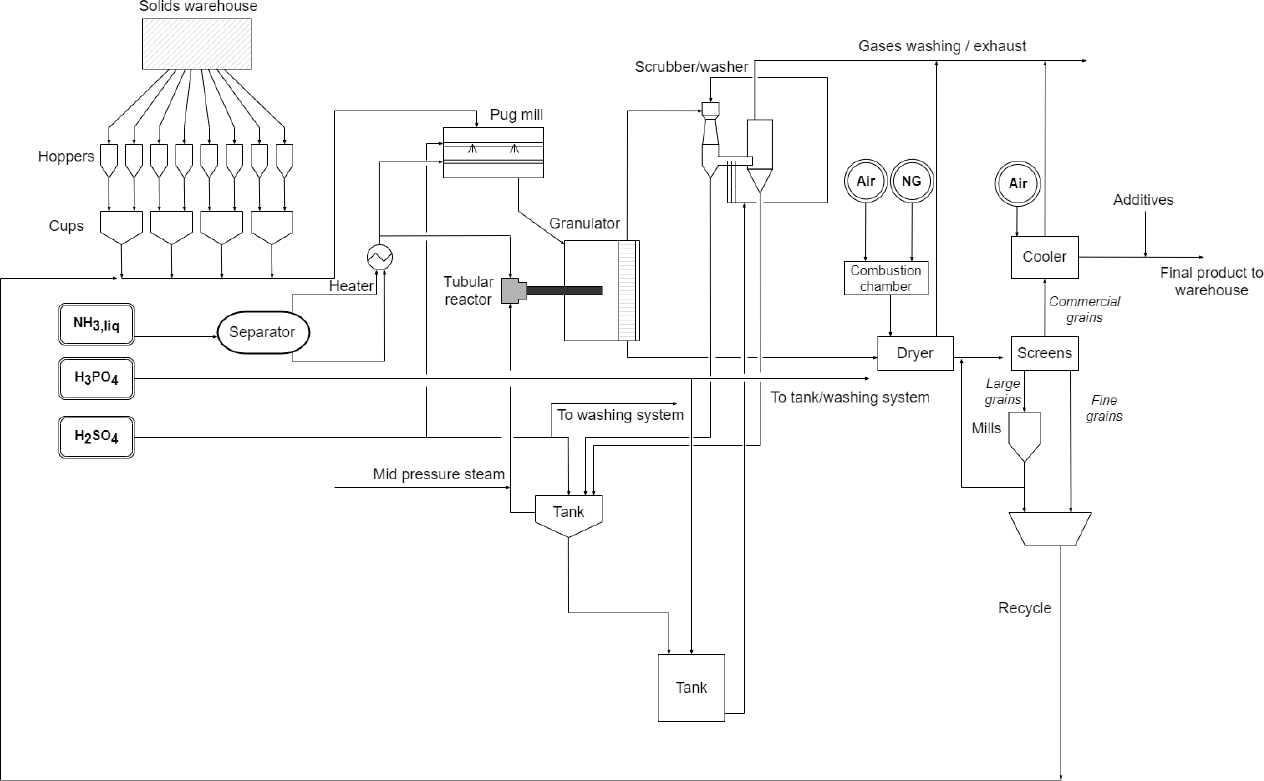 Solids warehouse
Gases washing / exhaust
Scrubber/washer
Pug mill
Hoppers
Air
NG
Air
Additives
Cups
Granulator
Cooler
Heater
Tubular
reactor
Combustion
chamber
Final product to
warehouse
Commercial
grains
NH3,liq
Separator
Dryer
Screens
H3PO4
Large
grains
To tank/washing system
Fine
grains
To washing system
H2SO4
Mills
Mid pressure steam
Tank
Recycle
Tank